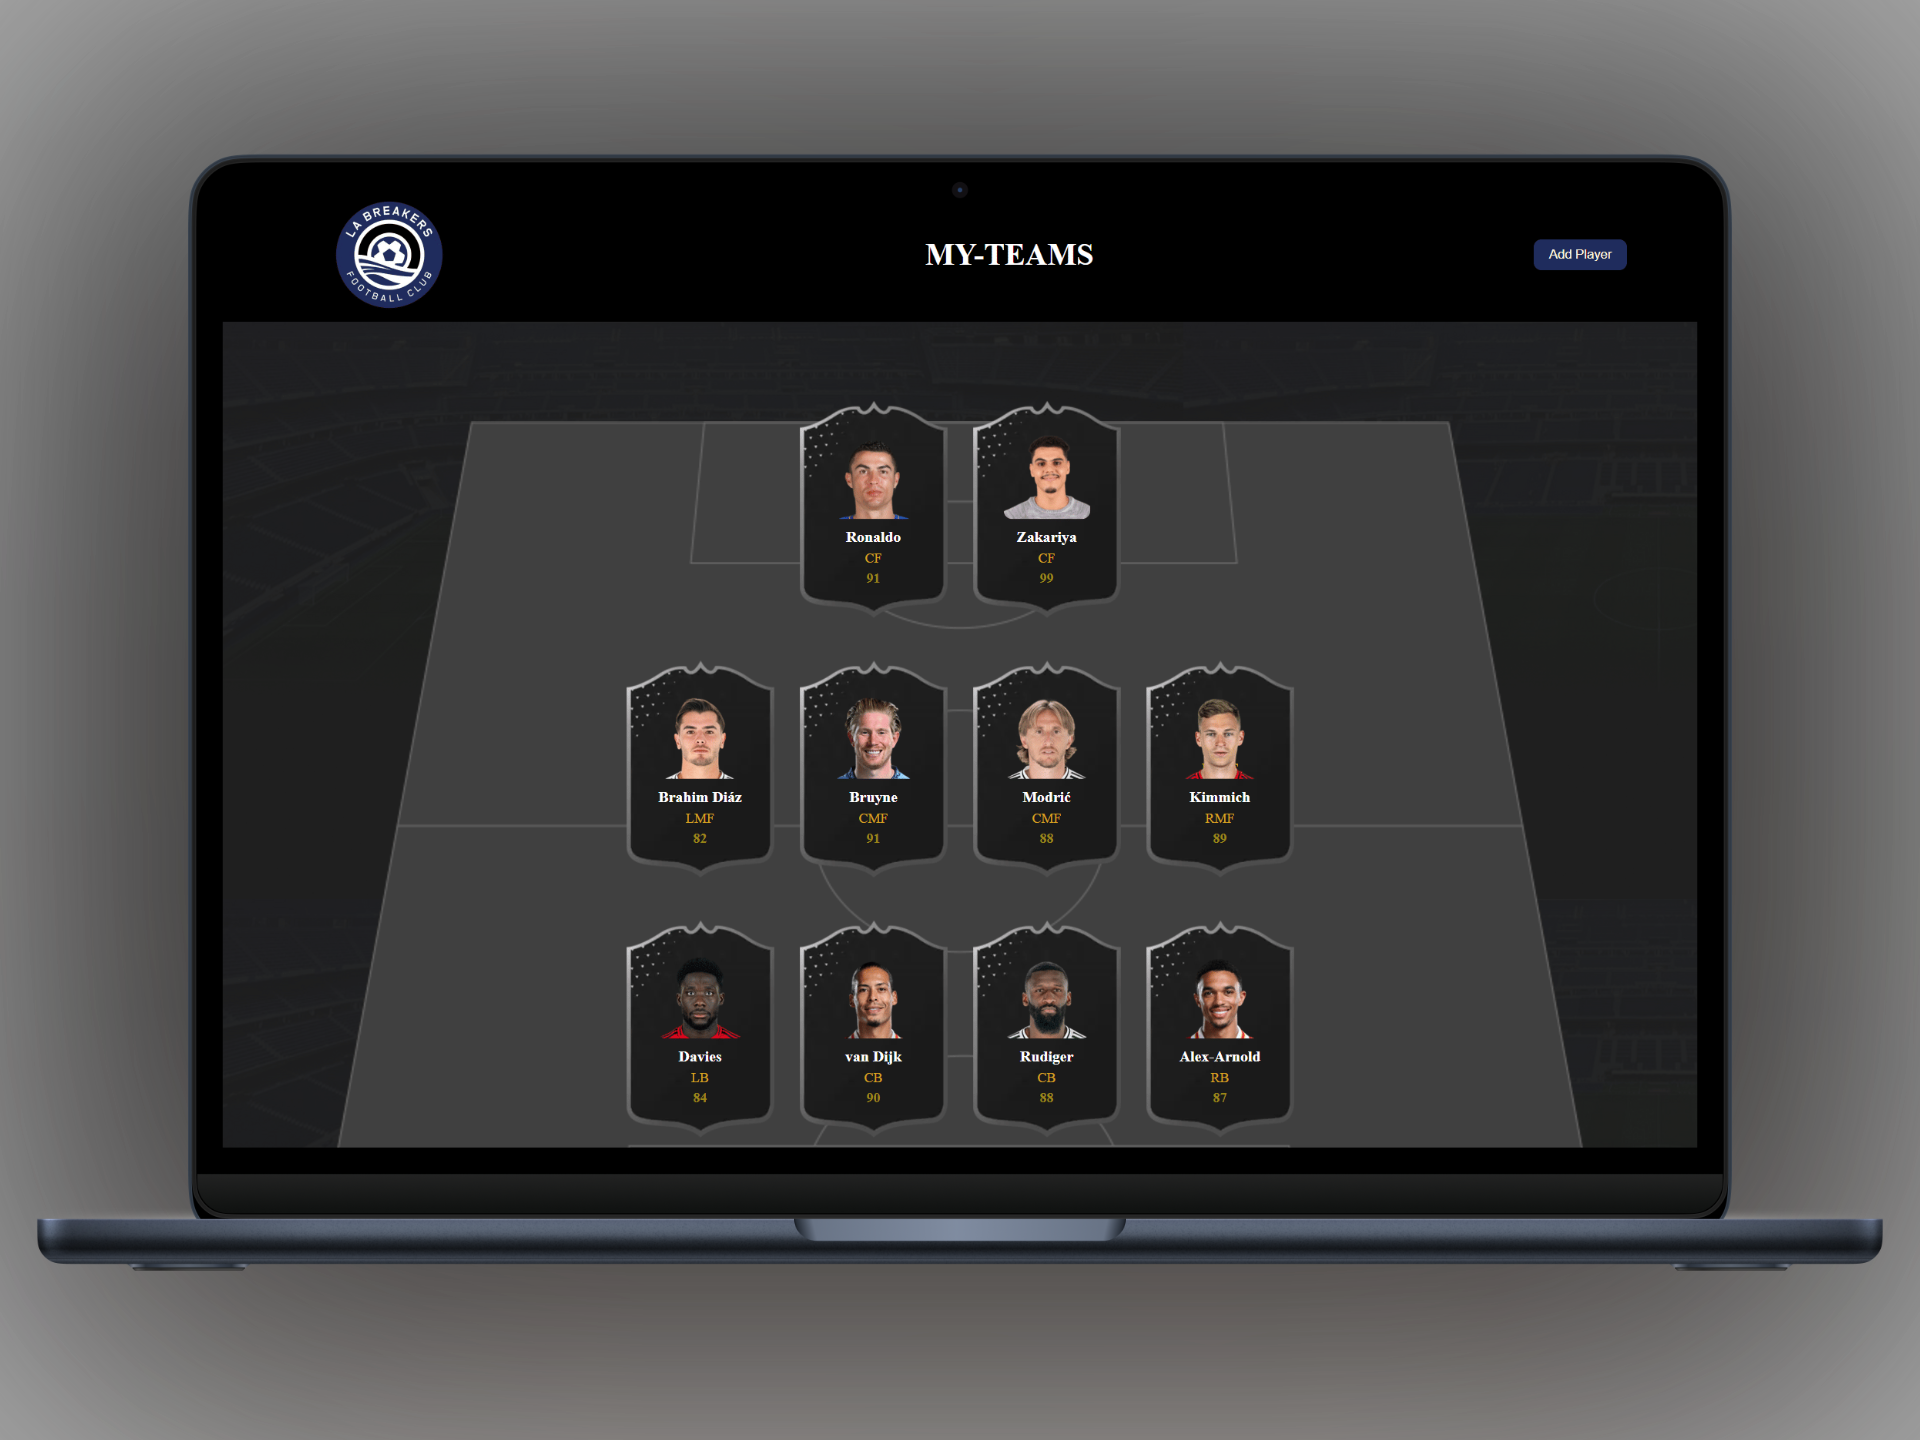 LA BREAKERS
FOOTBALL CLUB
MY-TEAMS
Add Player
Ronaldo
CF
91
Zakariya
CF
99
Brahim Diáz
LMF
82
Bruyne
CMF
91
Modrić
CMF
88
Kimmich
RMF
89
Davies
LB
84
van Dijk
CB
90
Rudiger
CB
88
Alex-Arnold
RB
87